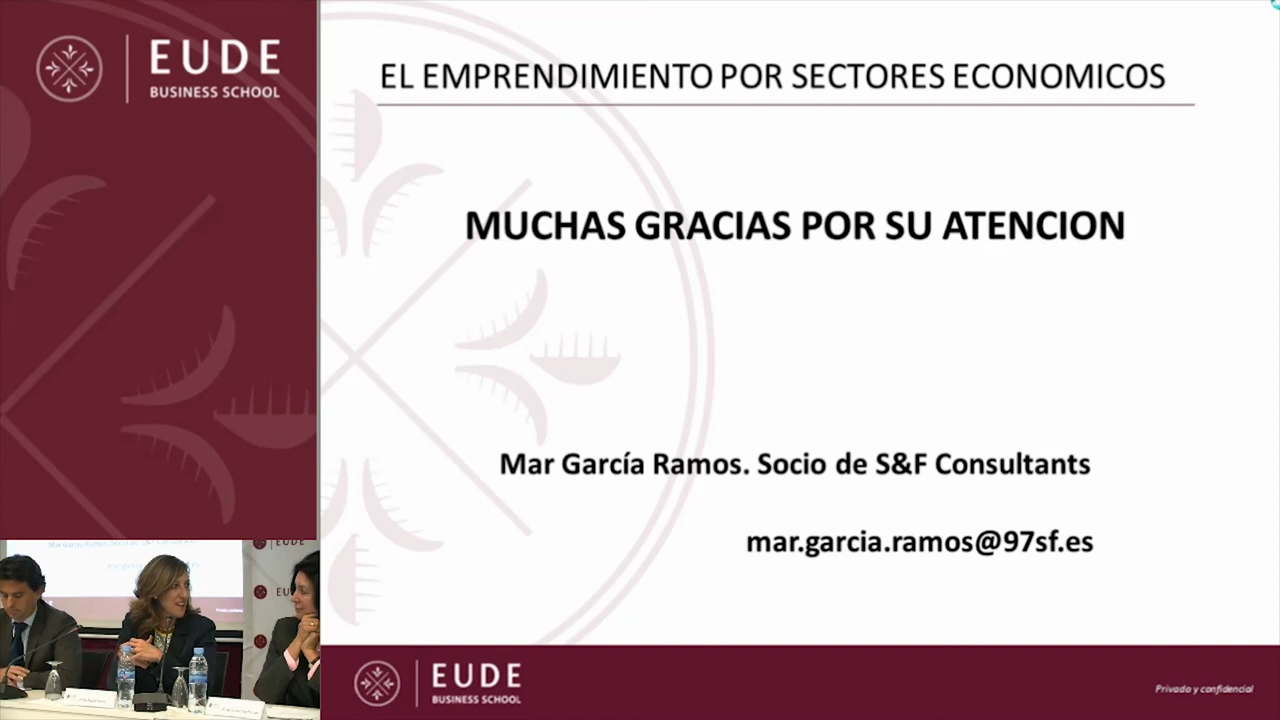 EUDE
BUSINESS SCHOOL
EL EMPRENDIMIENTO POR SECTORES ECONOMICOS
MUCHAS GRACIAS POR SU ATENCION
Mar García Ramos. Socio de S&F Consultants
mar.garcia.ramos@97sf.es
EUDE
EUDE
BUSINESS SCHOOL
Privado y confidencial